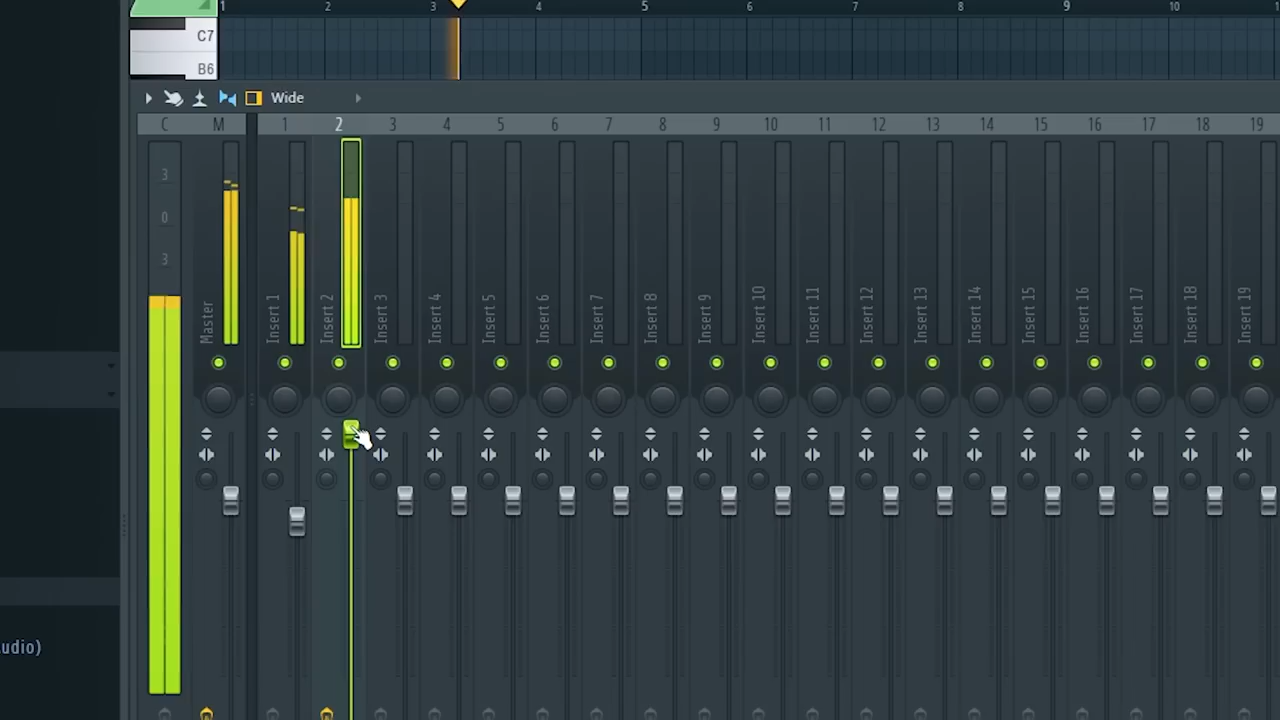 1 2 3 4 5 6 7 8 9 10
C7
B6
Wide
C M 1 2 3 4 5 6 7 8 9 10 11 12 13 14 15 16 17 18 19
3
0
3
Master
Insert 1
Insert 2
Insert 3
Insert 4
Insert 5
Insert 6
Insert 7
Insert 8
Insert 9
Insert 10
Insert 11
Insert 12
Insert 13
Insert 14
Insert 15
Insert 16
Insert 17
Insert 18
Insert 19
udio)